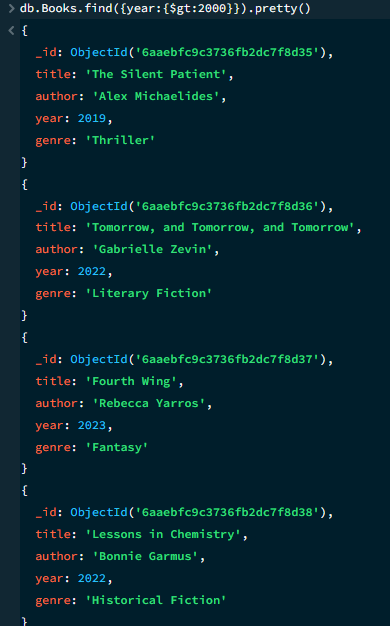 > db.Books.find({year:{$gt:2000}}).pretty()
< {
_id: ObjectId('6aaebfc9c3736fb2dc7f8d35'),
title: 'The Silent Patient',
author: 'Alex Michaelides',
year: 2019,
genre: 'Thriller'
}
{
_id: ObjectId('6aaebfc9c3736fb2dc7f8d36'),
title: 'Tomorrow, and Tomorrow, and Tomorrow',
author: 'Gabrielle Zevin',
year: 2022,
genre: 'Literary Fiction'
}
{
_id: ObjectId('6aaebfc9c3736fb2dc7f8d37'),
title: 'Fourth Wing',
author: 'Rebecca Yarros',
year: 2023,
genre: 'Fantasy'
}
{
_id: ObjectId('6aaebfc9c3736fb2dc7f8d38'),
title: 'Lessons in Chemistry',
author: 'Bonnie Garmus',
year: 2022,
genre: 'Historical Fiction'
}